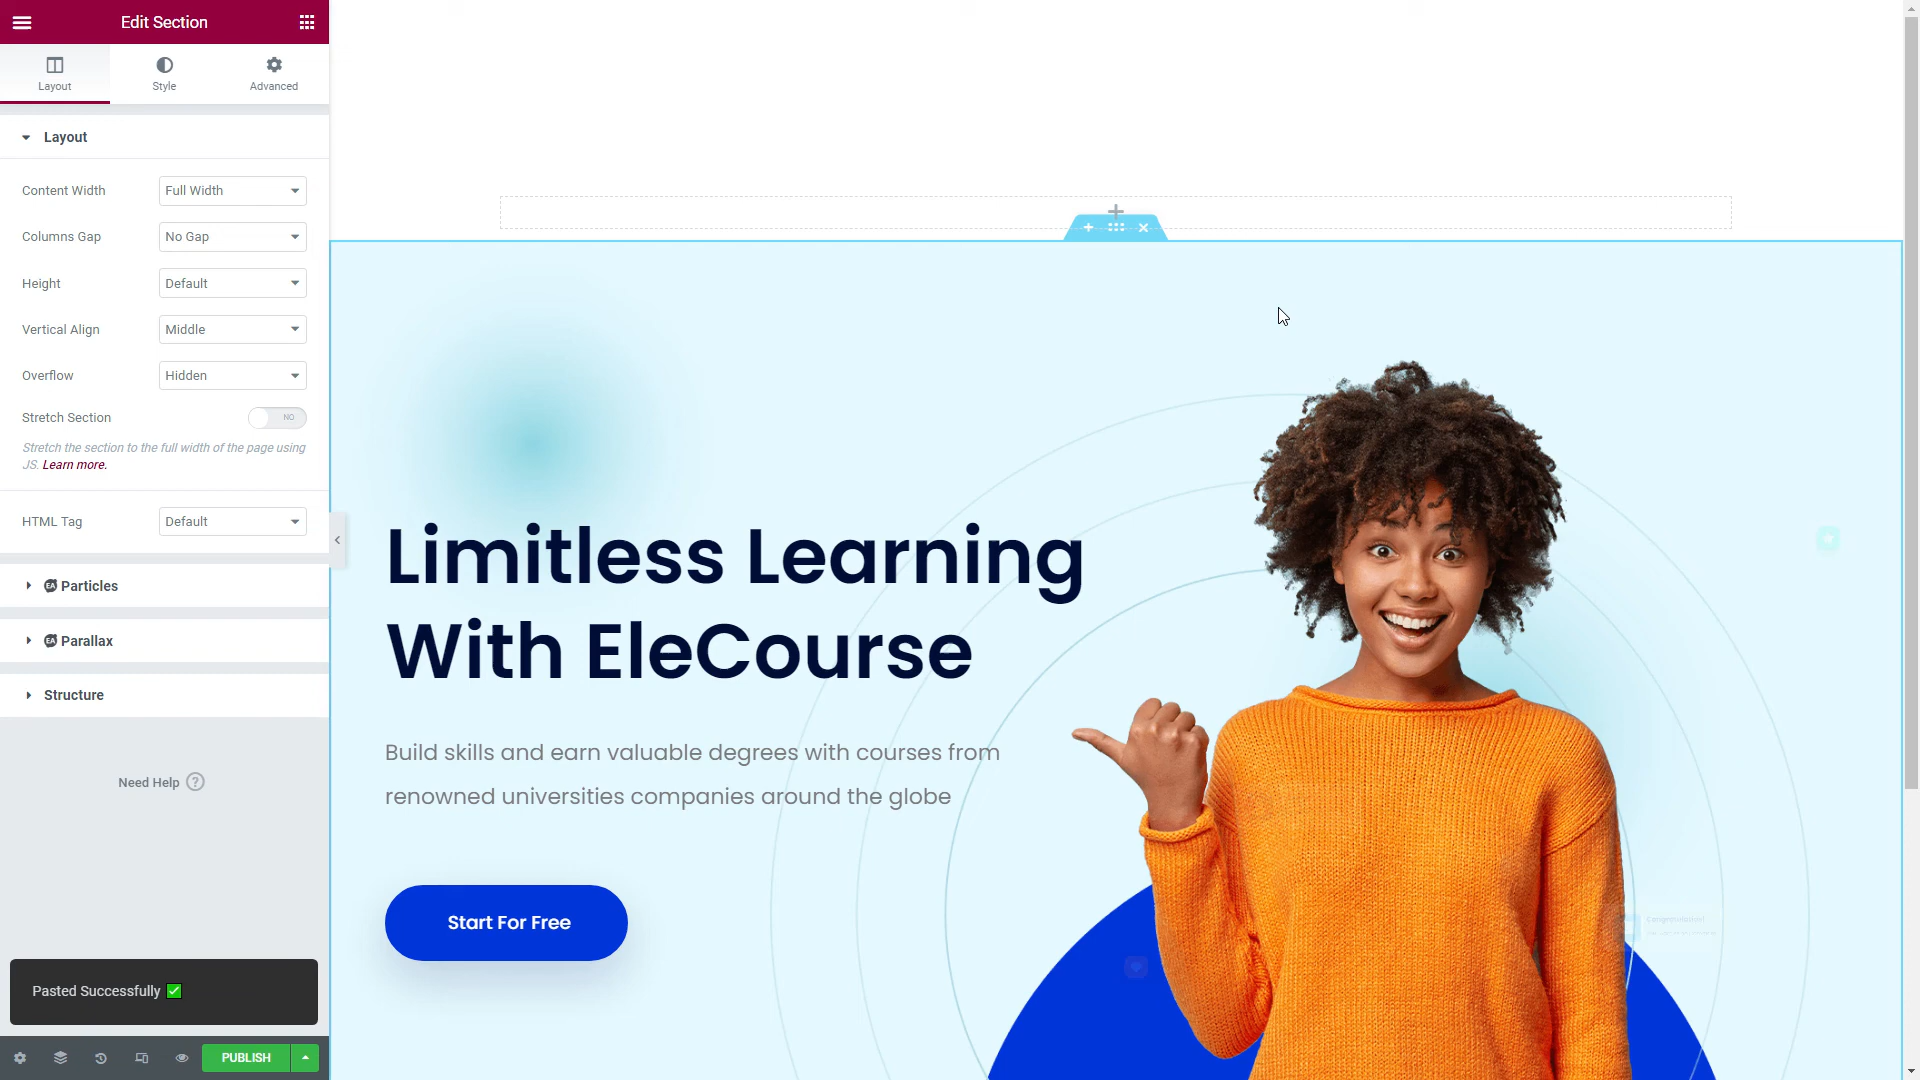 Edit Section
Layout
Style
Advanced
Layout
Content Width
Full Width
Columns Gap
No Gap
Height
Default
Vertical Align
Middle
Overflow
Hidden
Stretch Section
NO
Stretch the section to the full width of the page using
JS. Learn more.
HTML Tag
Default
EA Particles
EA Parallax
Structure
Need Help ?
Pasted Successfully ✅
PUBLISH
Limitless Learning
With EleCourse
Build skills and earn valuable degrees with courses from
renowned universities companies around the globe
Start For Free